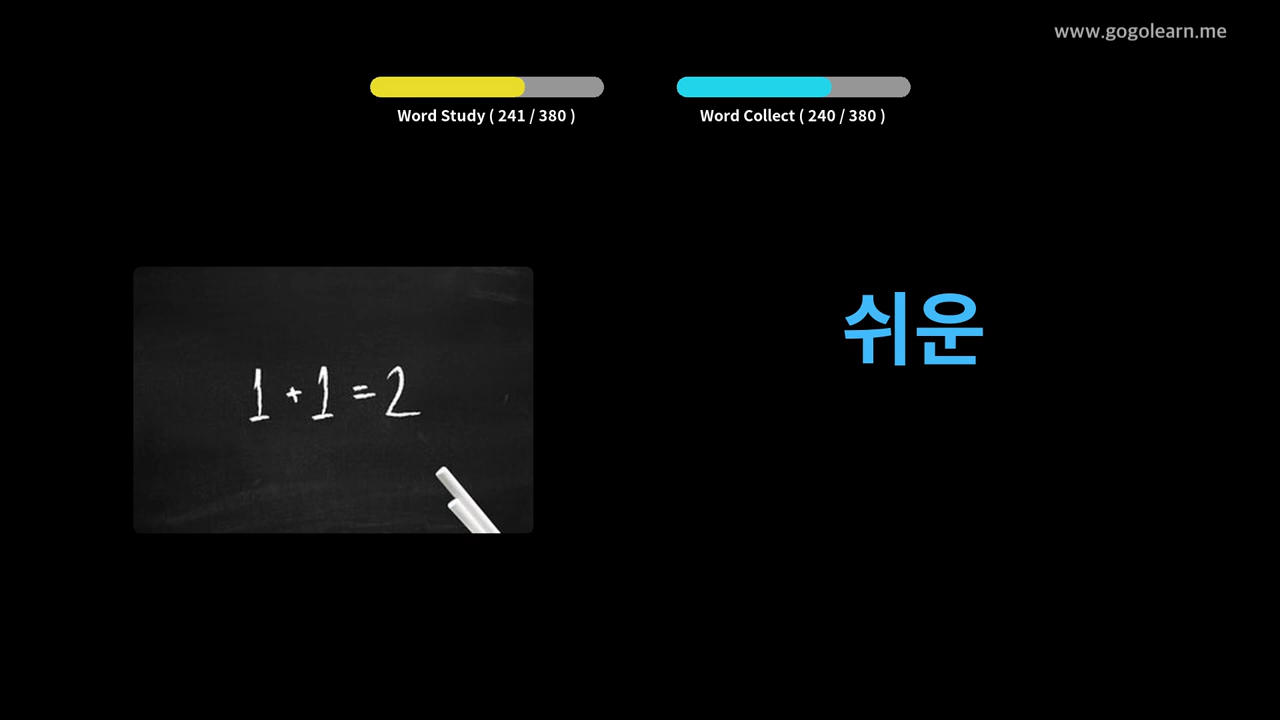 www.gogolearn.me
Word Study ( 241 / 380 )
Word Collect ( 240 / 380 )
1 + 1 = 2
쉬운